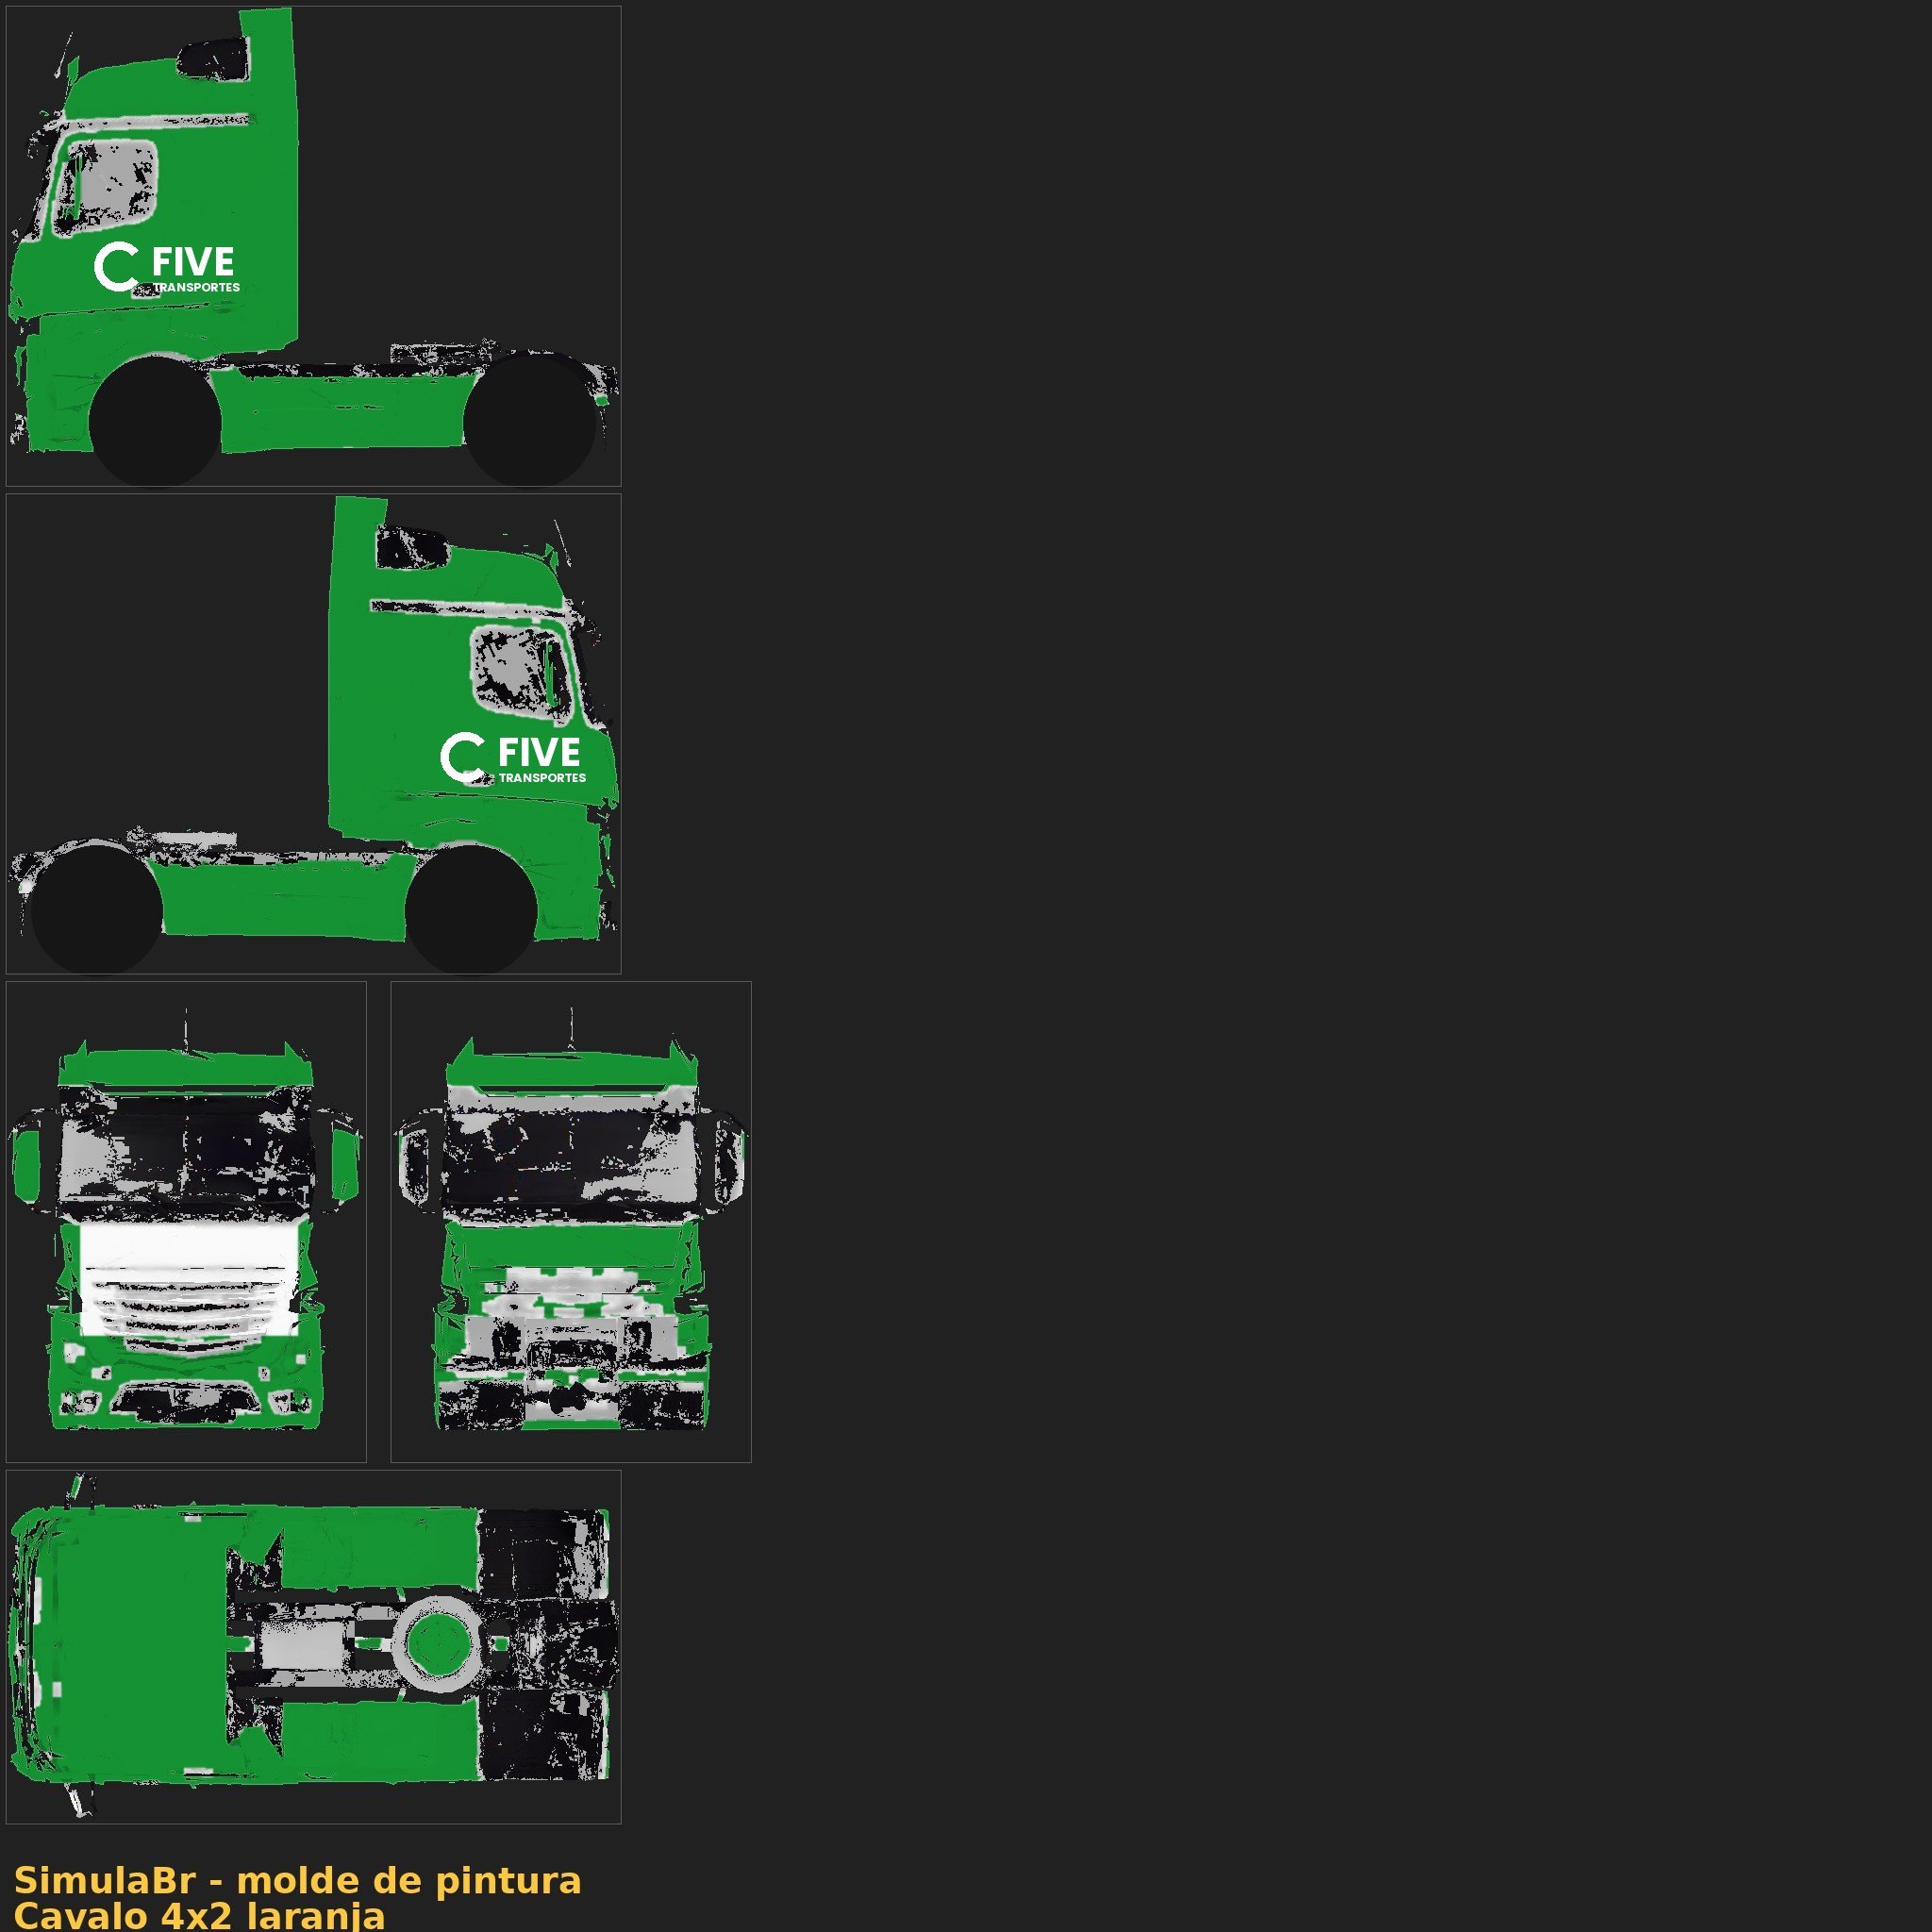 FIVE
TRANSPORTES
FIVE
TRANSPORTES
SimulaBr - molde de pintura
Cavalo 4x2 laranja